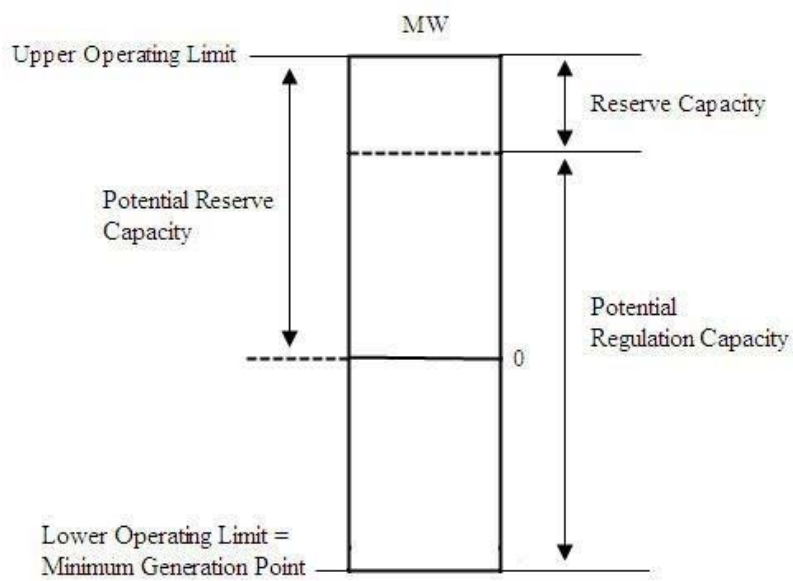 MW
Upper Operating Limit
Reserve Capacity
Potential Reserve
Capacity
Potential
Regulation Capacity
0
Lower Operating Limit =
Minimum Generation Point